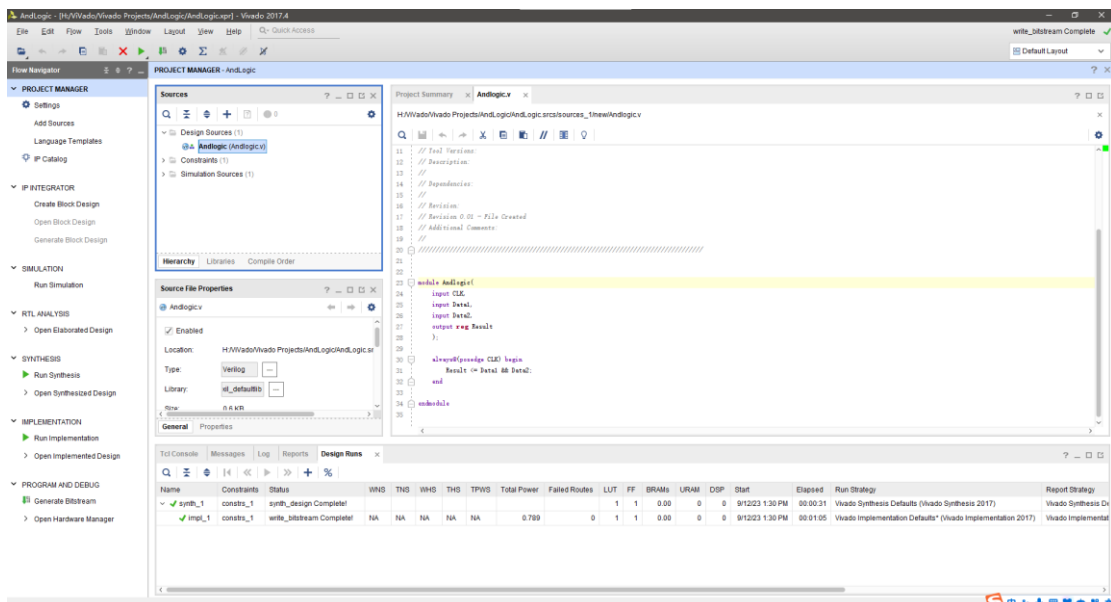 AndLogic - [H:/ViVado/Vivado Projects/AndLogic/AndLogic.xpr] - Vivado 2017.4
File Edit Flow Tools Window Layout View Help Quick Access
write_bitstream Complete
Default Layout
Flow Navigator
PROJECT MANAGER - AndLogic
PROJECT MANAGER
Settings
Add Sources
Language Templates
IP Catalog
IP INTEGRATOR
Create Block Design
Open Block Design
Generate Block Design
SIMULATION
Run Simulation
RTL ANALYSIS
Open Elaborated Design
SYNTHESIS
Run Synthesis
Open Synthesized Design
IMPLEMENTATION
Run Implementation
Open Implemented Design
PROGRAM AND DEBUG
Generate Bitstream
Open Hardware Manager
Sources
0
Design Sources (1)
Andlogic (Andlogic.v)
Constraints (1)
Simulation Sources (1)
Hierarchy Libraries Compile Order
Source File Properties
Andlogic.v
Enabled
Location: H:/ViVado/Vivado Projects/AndLogic/AndLogic.sr
Type: Verilog
Library: xil_defaultlib
Size: 0.6 KB
General Properties
Project Summary Andlogic.v
H:/ViVado/Vivado Projects/AndLogic/AndLogic.srcs/sources_1/new/Andlogic.v
11 // Tool Versions:
12 // Description:
13 //
14 // Dependencies:
15 //
16 // Revision:
17 // Revision 0.01 - File Created
18 // Additional Comments:
19 //
20 //////////////////////////////////////////////////////////////////////////////////
21
22
23 module Andlogic(
24 input CLK,
25 input Data1,
26 input Data2,
27 output reg Result
28 );
29
30 always@(posedge CLK) begin
31 Result <= Data1 && Data2;
32 end
33
34 endmodule
35
Tcl Console Messages Log Reports Design Runs
Name Constraints Status WNS TNS WHS THS TPWS Total Power Failed Routes LUT FF BRAMs URAM DSP Start Elapsed Run Strategy Report Strategy
synth_1 constrs_1 synth_design Complete! 1 1 0.00 0 0 9/12/23 1:30 PM 00:00:31 Vivado Synthesis Defaults (Vivado Synthesis 2017) Vivado Synthesis De
impl_1 constrs_1 write_bitstream Complete! NA NA NA NA NA 0.789 0 1 1 0.00 0 0 9/12/23 1:30 PM 00:01:05 Vivado Implementation Defaults* (Vivado Implementation 2017) Vivado Implementat